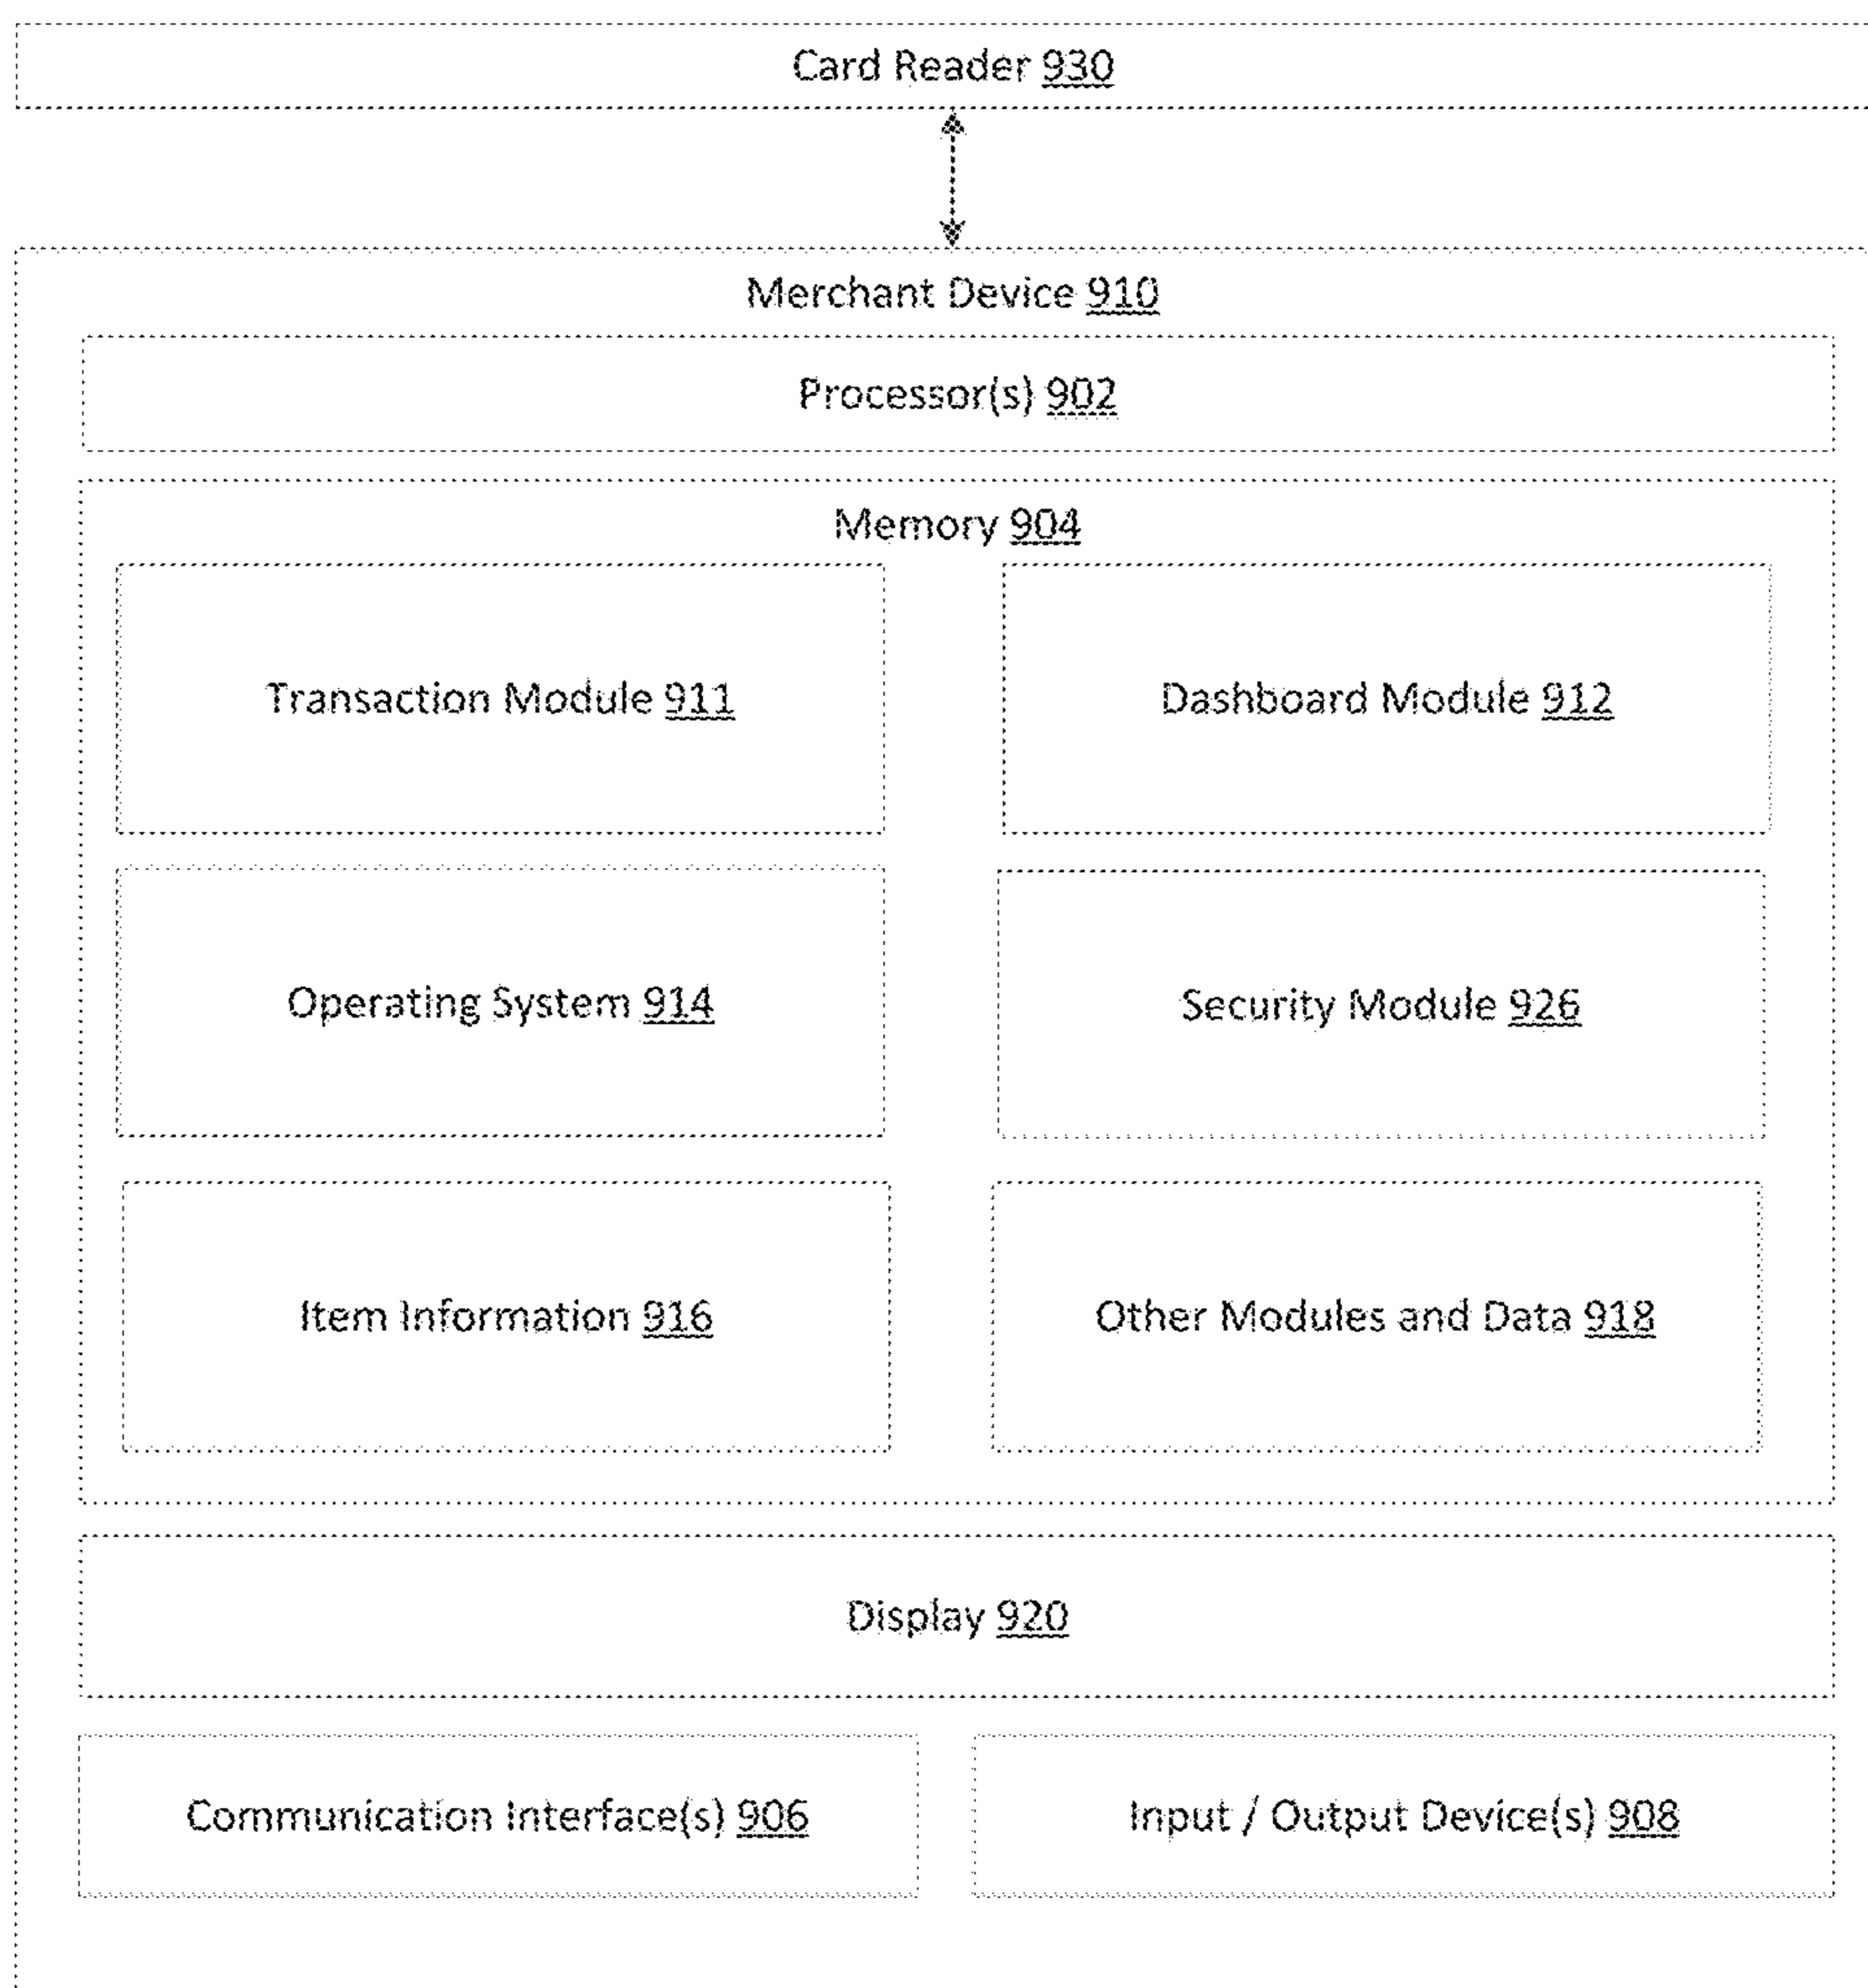 Card Reader 930
Merchant Device 910
Processor(s) 902
Memory 904
Transaction Module 911
Dashboard Module 912
Operating System 914
Security Module 926
Item Information 916
Other Modules and Data 918
Display 920
Communication Interface(s) 906
Input / Output Device(s) 908